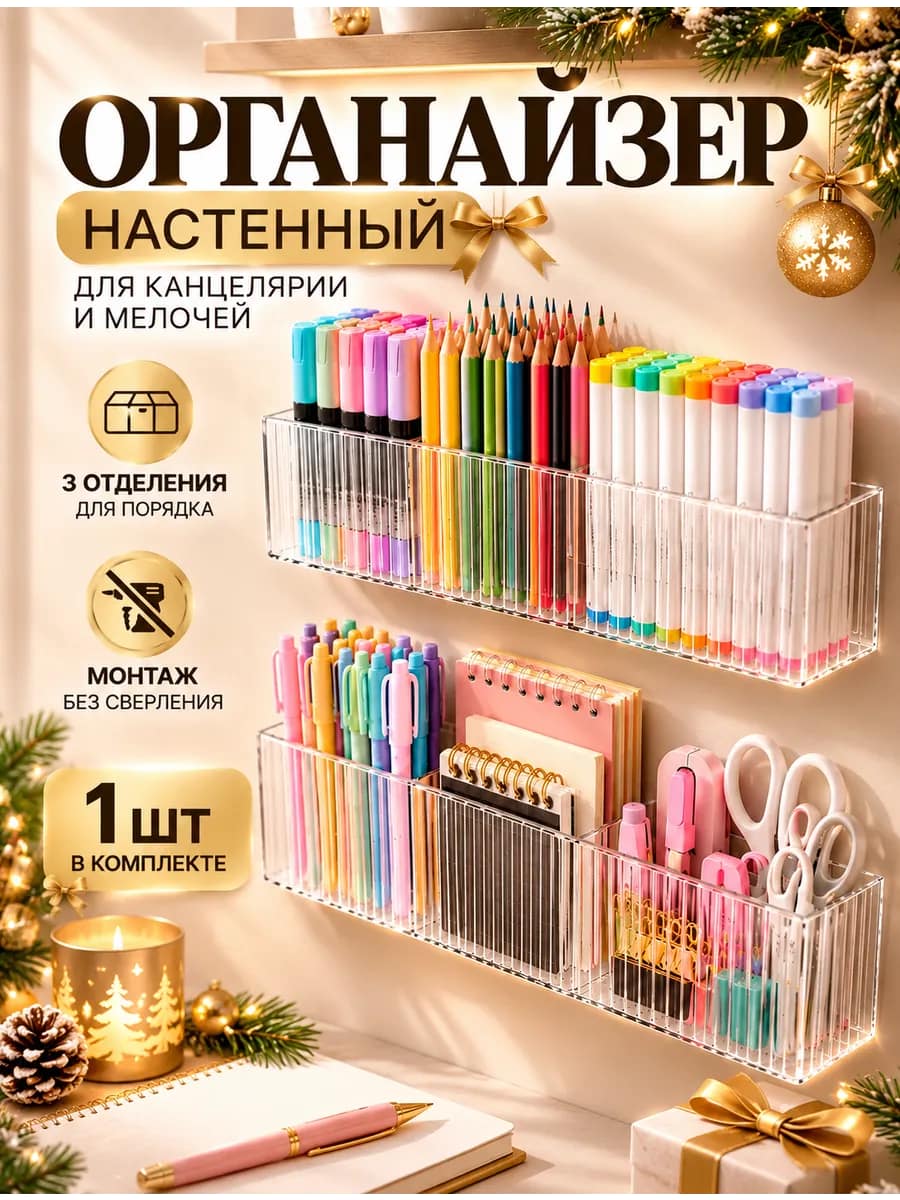 ОРГАНАЙЗЕР
НАСТЕННЫЙ
ДЛЯ КАНЦЕЛЯРИИ
И МЕЛОЧЕЙ
3 ОТДЕЛЕНИЯ
ДЛЯ ПОРЯДКА
МОНТАЖ
БЕЗ СВЕРЛЕНИЯ
1 ШТ
В КОМПЛЕКТЕ